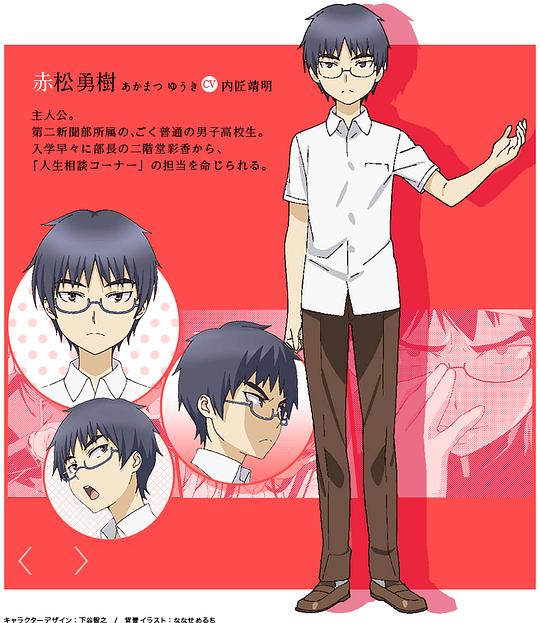 赤松勇樹 あかまつ ゆうき CV 内匠靖明
主人公。
第二新聞部所属の、ごく普通の男子高校生。
入学早々に部長の二階堂彩香から、
「人生相談コーナー」の担当を命じられる。
キャラクターデザイン:下谷智之 / 背景イラスト:ななせめるち